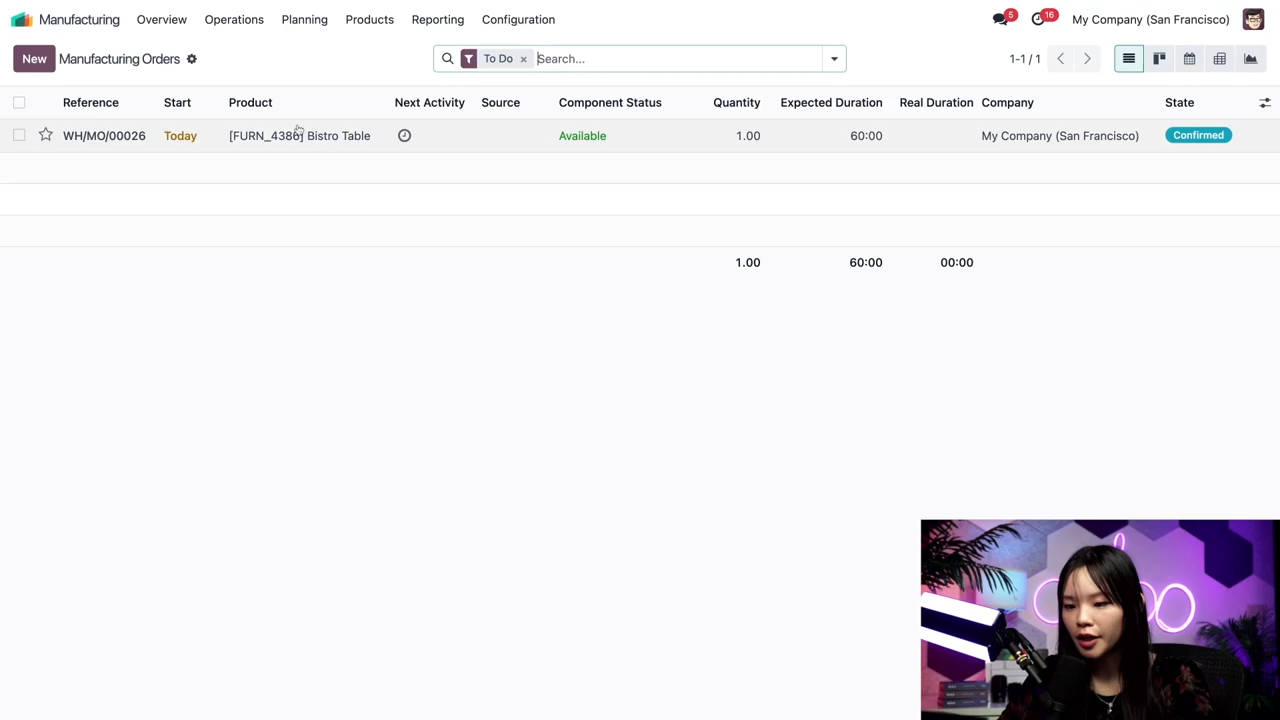 Manufacturing Overview Operations Planning Products Reporting Configuration 5 16 My Company (San Francisco)
New Manufacturing Orders To Do × Search... 1-1 / 1
Reference Start Product Next Activity Source Component Status Quantity Expected Duration Real Duration Company State
WH/MO/00026 Today [FURN_4386] Bistro Table Available 1.00 60:00 My Company (San Francisco) Confirmed
1.00 60:00 00:00